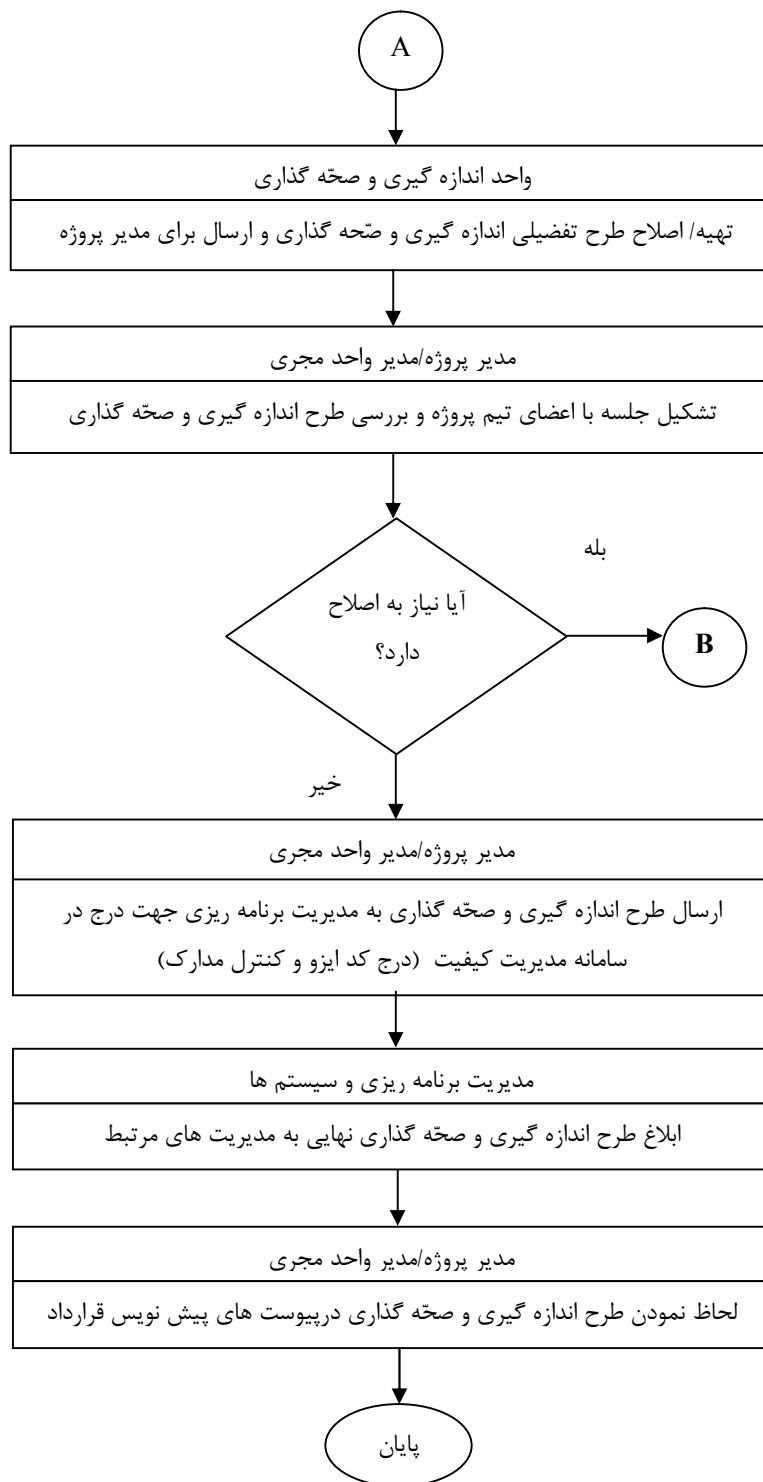 A
واحد اندازه گیری و صحّه گذاری
تهیه/ اصلاح طرح تفضیلی اندازه گیری و صّحه گذاری و ارسال برای مدیر پروژه
مدیر پروژه/مدیر واحد مجری
تشکیل جلسه با اعضای تیم پروژه و بررسی طرح اندازه گیری و صحّه گذاری
بله
آیا نیاز به اصلاح
دارد؟
B
خیر
مدیر پروژه/مدیر واحد مجری
ارسال طرح اندازه گیری و صحّه گذاری به مدیریت برنامه ریزی جهت درج در
سامانه مدیریت کیفیت (درج کد ایزو و کنترل مدارک)
مدیریت برنامه ریزی و سیستم ها
ابلاغ طرح اندازه گیری و صحّه گذاری نهایی به مدیریت های مرتبط
مدیر پروژه/مدیر واحد مجری
لحاظ نمودن طرح اندازه گیری و صحّه گذاری درپیوست های پیش نویس قرارداد
پایان